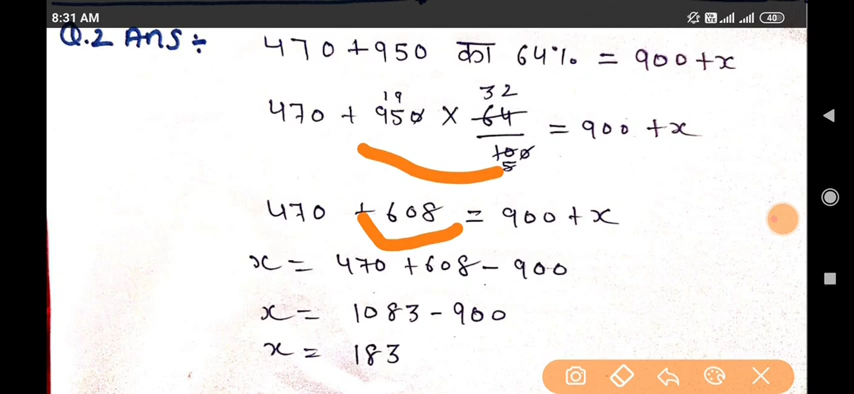 8:31 AM
40
Q.2 Ans :- 470 + 950 का 64% = 900 + x
470 + 950 × 64/100 = 900 + x
19 32 5
470 + 608 = 900 + x
x = 470 + 608 - 900
x = 1083 - 900
x = 183